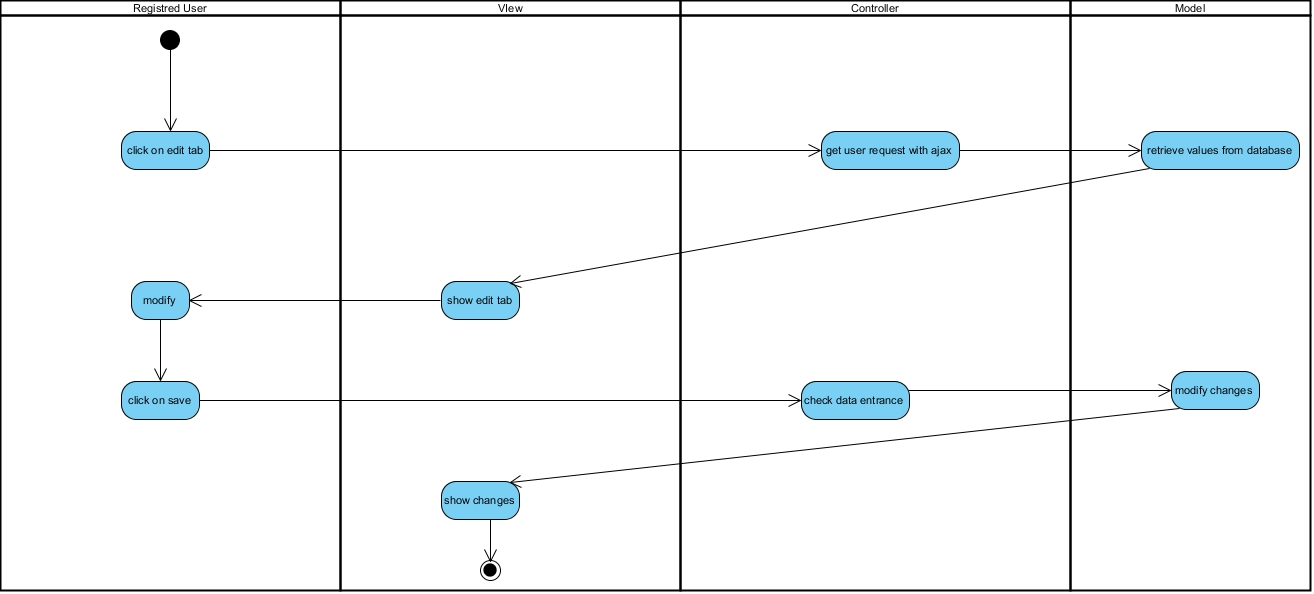 Registred User
VIew
Controller
Model
click on edit tab
get user request with ajax
retrieve values from database
modify
show edit tab
click on save
check data entrance
modify changes
show changes